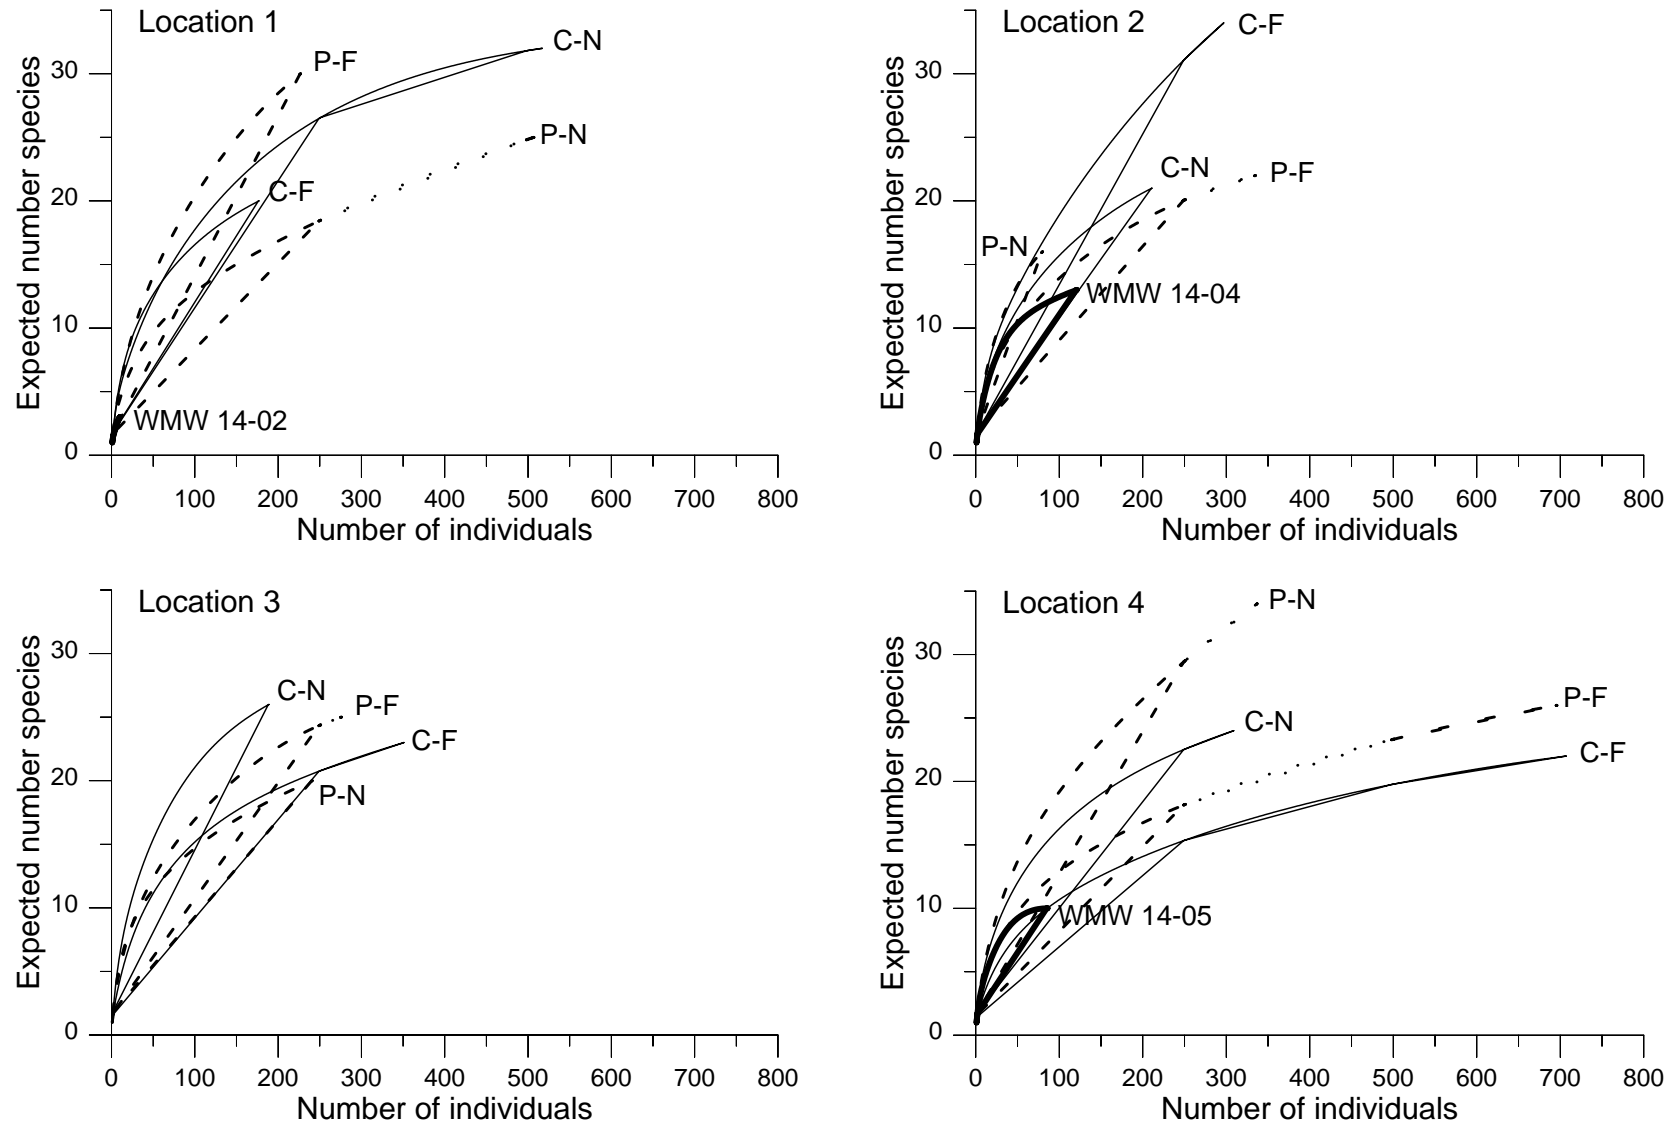 Location 1
P-F
C-N
P-N
C-F
WMW 14-02
Expected number species
30
20
10
0
0 100 200 300 400 500 600 700 800
Number of individuals
Location 2
C-F
C-N
P-F
P-N
WMW 14-04
Expected number species
30
20
10
0
0 100 200 300 400 500 600 700 800
Number of individuals
Location 3
C-N
P-F
C-F
P-N
Expected number species
30
20
10
0
0 100 200 300 400 500 600 700 800
Number of individuals
Location 4
P-N
P-F
C-N
C-F
WMW 14-05
Expected number species
30
20
10
0
0 100 200 300 400 500 600 700 800
Number of individuals